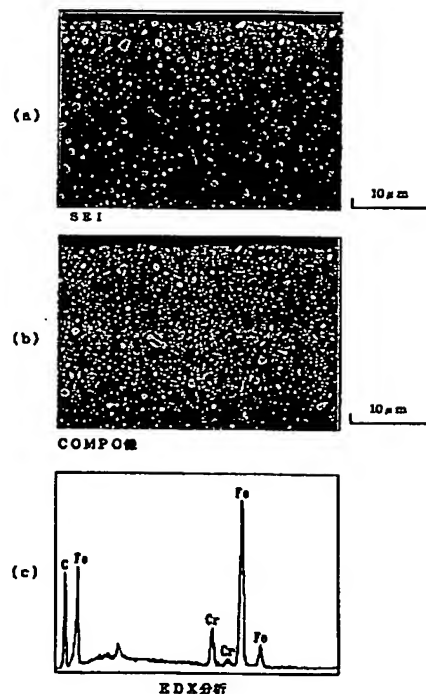 (a)
10μm
SEI
(b)
10μm
COMPO像
(c)
C
Fe
Cr
Cr
Fe
Fe
EDX分析